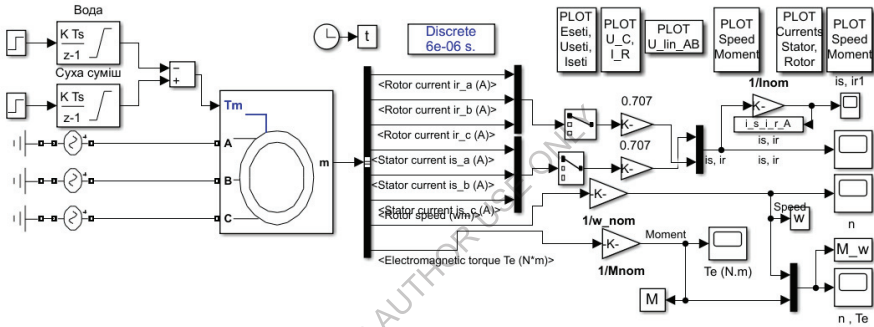 Вода
K Ts
z-1
Суха суміш
K Ts
z-1
−
+
Tm
A
B
C
m
t
Discrete
6e-06 s.
PLOT
Eseti,
Useti,
Iseti
PLOT
U_C,
I_R
PLOT
U_lin_AB
PLOT
Speed
Moment
PLOT
Currents
Stator,
Rotor
PLOT
Speed
Moment
<Rotor current ir_a (A)>
<Rotor current ir_b (A)>
<Rotor current ir_c (A)>
<Stator current is_a (A)>
<Stator current is_b (A)>
<Stator current is_c (A)>
<Rotor speed (wm)>
<Electromagnetic torque Te (N*m)>
0.707
-K-
0.707
-K-
-K-
1/w_nom
-K-
1/Mnom
is, ir
1/Inom
-K-
i_s_i_r_A
is, ir
is, ir
is, ir1
Speed
w
n
Moment
Te (N.m)
M
M_w
n , Te
AUTHOR USE ONLY